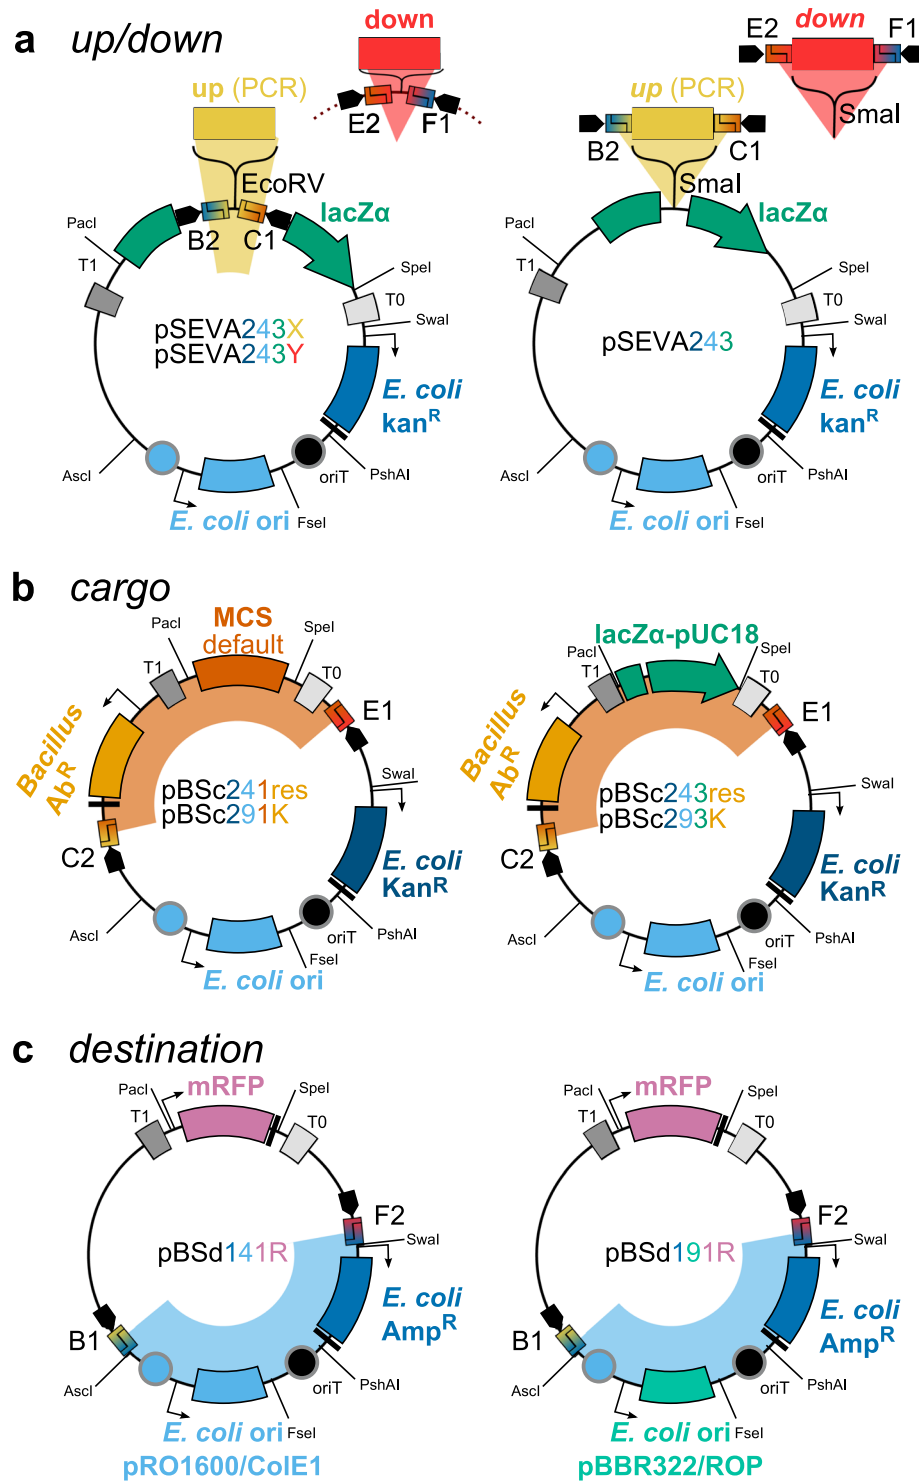 a up/down
down
E2 F1
up (PCR)
EcoRV
lacZα
B2 C1
PacI
T1
SpeI
T0
SwaI
pSEVA243X
pSEVA243Y
E. coli
kanR
PshAI
oriT
FseI
E. coli ori
AscI
down
E2 F1
SmaI
up (PCR)
B2 C1
SmaI
lacZα
PacI
T1
SpeI
T0
SwaI
pSEVA243
E. coli
kanR
PshAI
oriT
FseI
E. coli ori
AscI
b cargo
MCS
default
PacI
SpeI
T1
T0
E1
Bacillus
AbR
SwaI
pBSc241res
pBSc291K
C2
E. coli
KanR
PshAI
oriT
FseI
E. coli ori
AscI
lacZα-pUC18
PacI
SpeI
T1
T0
E1
Bacillus
AbR
SwaI
pBSc243res
pBSc293K
C2
E. coli
KanR
PshAI
oriT
FseI
E. coli ori
AscI
c destination
mRFP
PacI
SpeI
T1
T0
F2
SwaI
pBSd141R
E. coli
AmpR
B1
PshAI
oriT
AscI
FseI
E. coli ori
pRO1600/ColE1
mRFP
PacI
SpeI
T1
T0
F2
SwaI
pBSd191R
E. coli
AmpR
B1
PshAI
oriT
AscI
FseI
E. coli ori
pBBR322/ROP